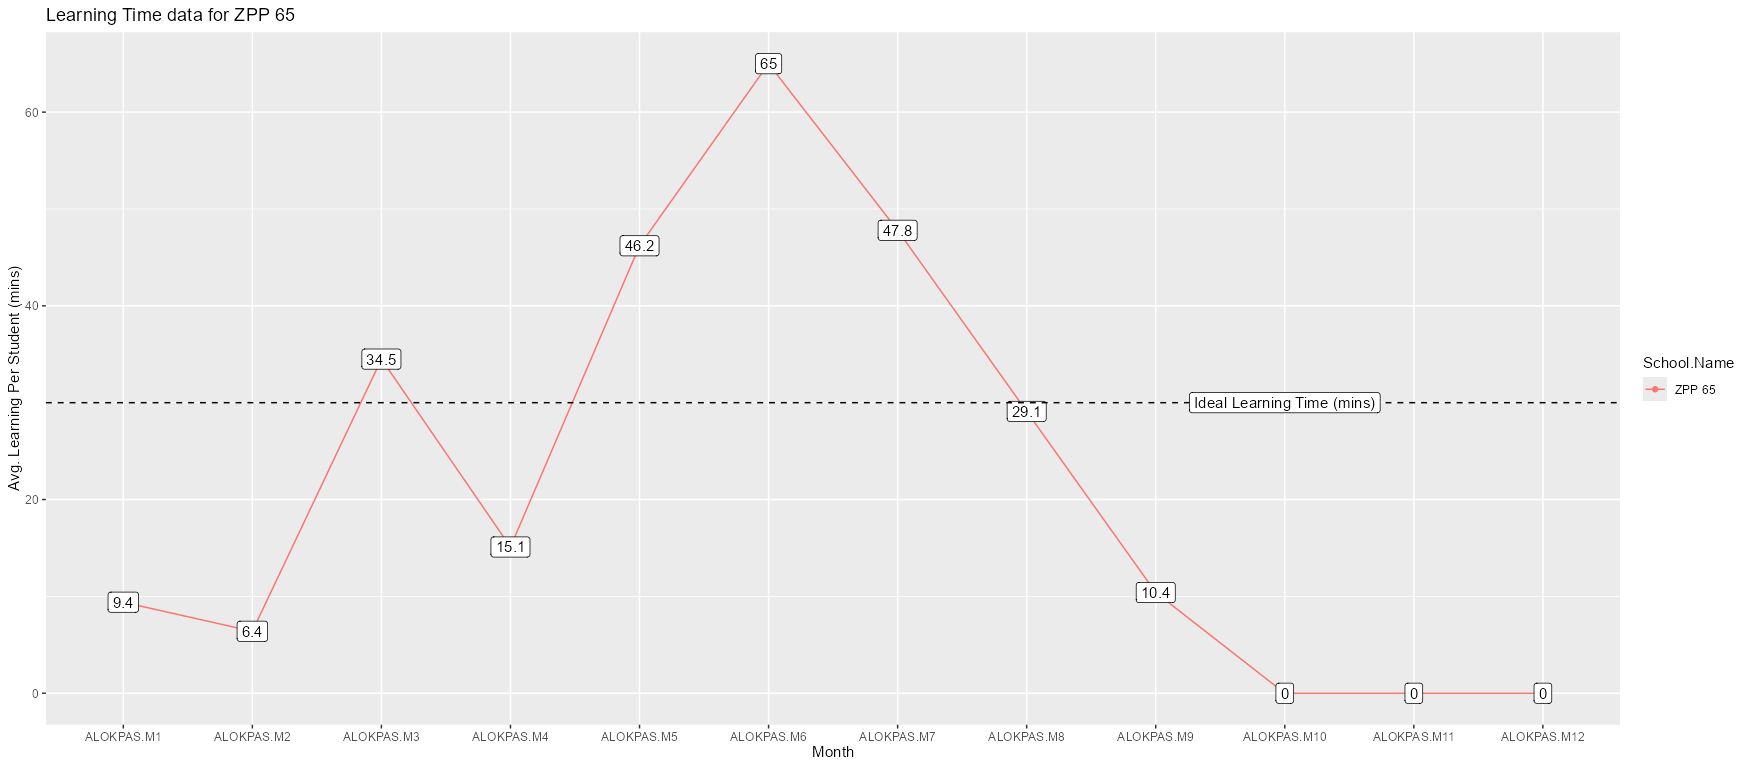 Learning Time data for ZPP 65
Avg. Learning Per Student (mins)
60
40
20
0
9.4
6.4
34.5
15.1
46.2
65
47.8
29.1
10.4
0
0
0
Ideal Learning Time (mins)
ALOKPAS.M1 ALOKPAS.M2 ALOKPAS.M3 ALOKPAS.M4 ALOKPAS.M5 ALOKPAS.M6 ALOKPAS.M7 ALOKPAS.M8 ALOKPAS.M9 ALOKPAS.M10 ALOKPAS.M11 ALOKPAS.M12
Month
School.Name
ZPP 65